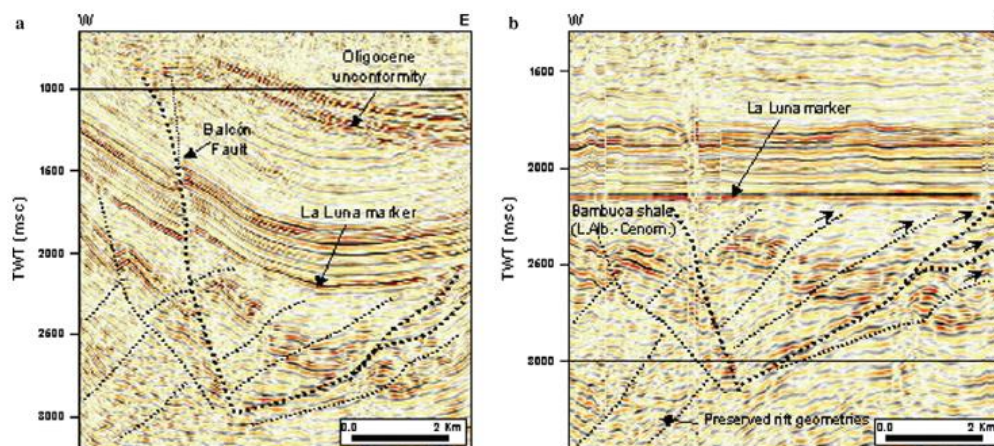 a
W
E
Oligocene
unconformity
1000
Balcón
Fault
1600
La Luna marker
2000
TWT (msc)
2600
3000
0.0
2 Km
b
W
E
1600
La Luna marker
2000
Bambuca shale
(L.Alb.-Cenom.)
TWT (msc)
2600
3000
Preserved rift geometries
0.0
2 Km